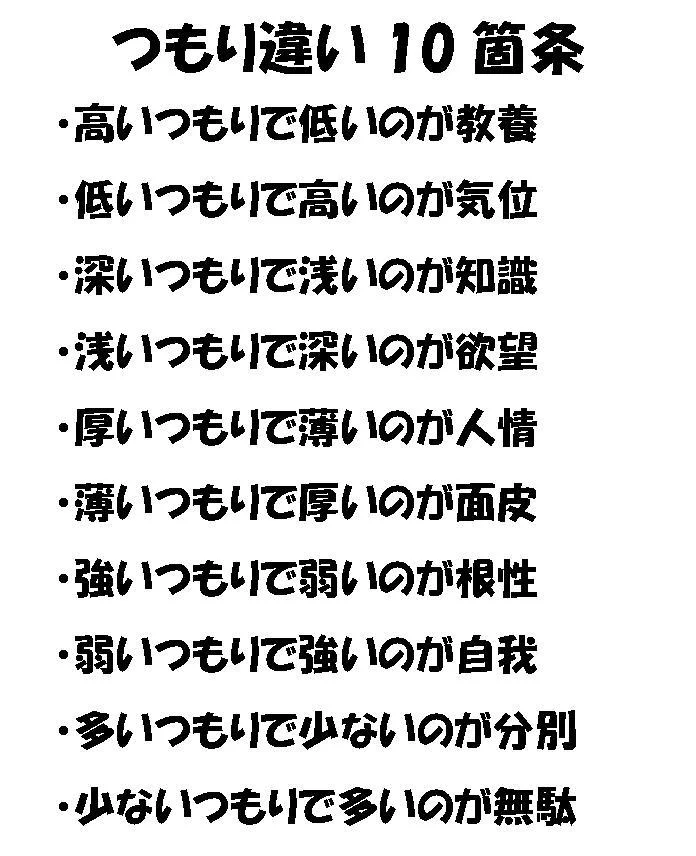 つもり違い 10 箇条
・高いつもりで低いのが教養
・低いつもりで高いのが気位
・深いつもりで浅いのが知識
・浅いつもりで深いのが欲望
・厚いつもりで薄いのが人情
・薄いつもりで厚いのが面皮
・強いつもりで弱いのが根性
・弱いつもりで強いのが自我
・多いつもりで少ないのが分別
・少ないつもりで多いのが無駄